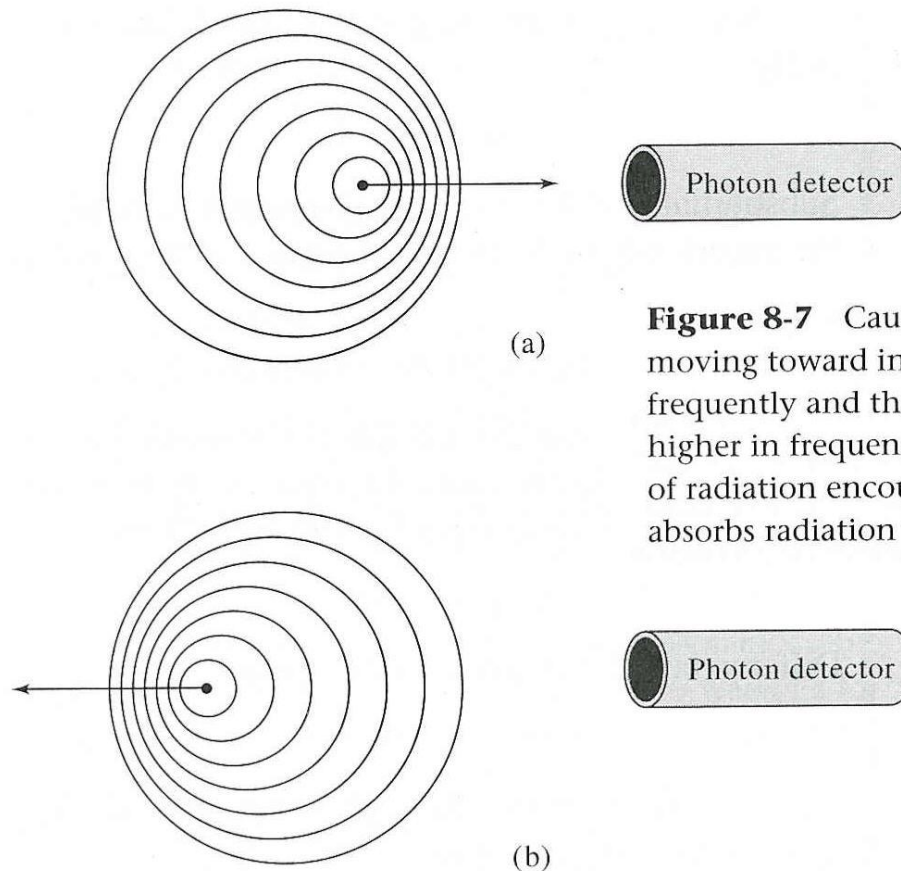 Photon detector
(a)
Figure 8-7 Cau
moving toward in
frequently and th
higher in frequen
of radiation encou
absorbs radiation
Photon detector
(b)